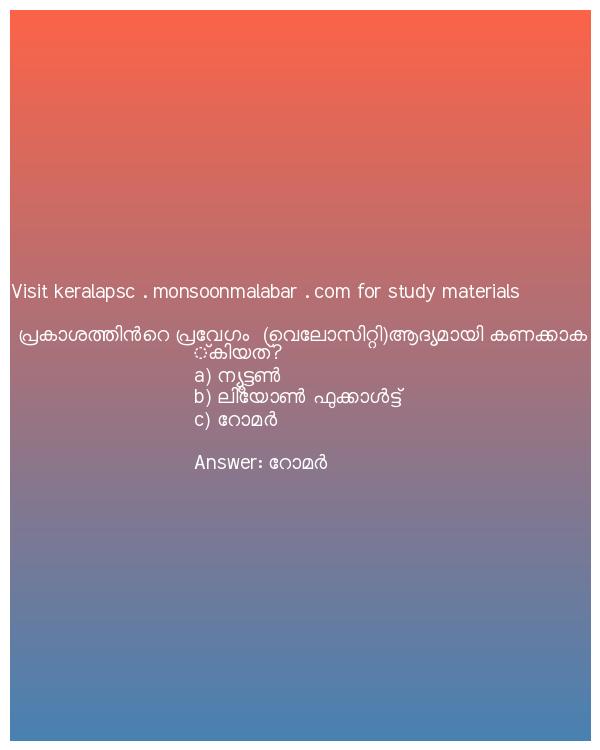 Visit keralapsc . monsoonmalabar . com for study materials
പ്രകാശത്തിൻറെ പ്രവേഗം (വെലോസിറ്റി)ആദ്യമായി കണക്കാക
്കിയത്?
a) ന്യൂട്ടൺ
b) ലിയോൺ ഫുക്കാൾട്ട്
c) റോമർ
Answer: റോമർ